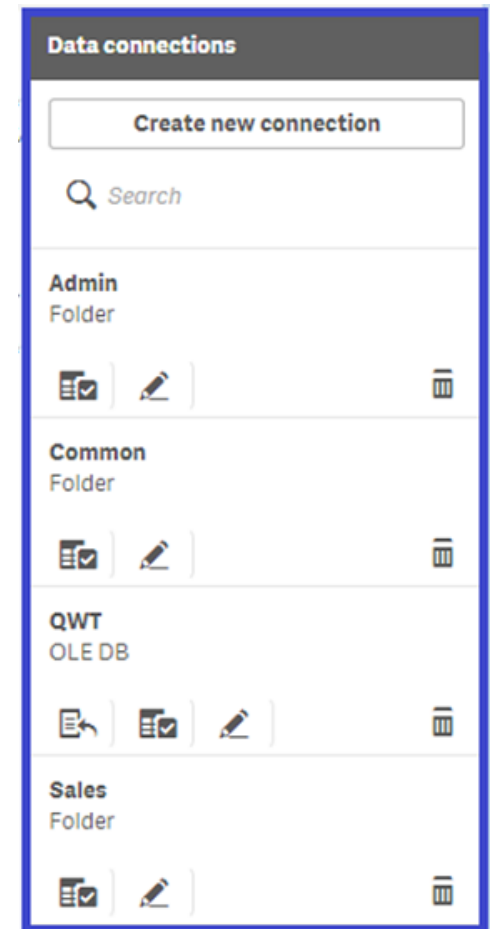 Data connections
Create new connection
Search
Admin
Folder
Common
Folder
QWT
OLE DB
Sales
Folder